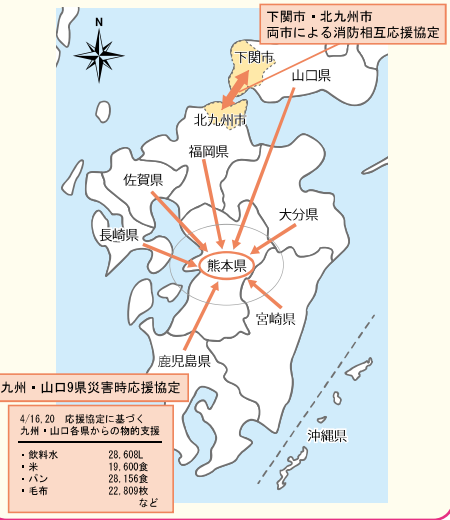 下関市・北九州市
両市による消防相互応援協定
N
下関市
山口県
北九州市
福岡県
佐賀県
大分県
長崎県
熊本県
宮崎県
鹿児島県
九州・山口9県災害時応援協定
4/16,20 応援協定に基づく
九州・山口各県からの物的支援
・飲料水 28,608L
・米 19,600食
・パン 28,156食
・毛布 22,809枚
など
沖縄県